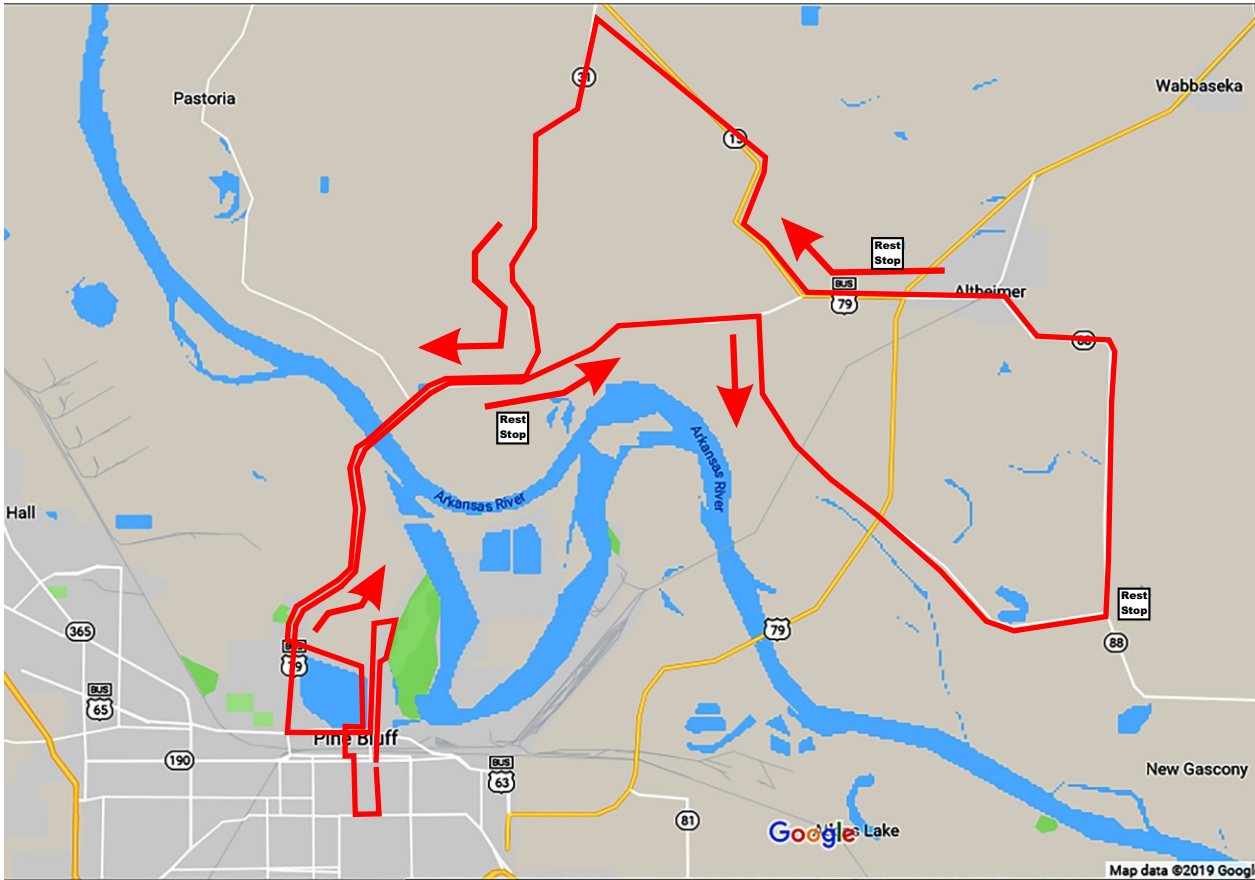 31
Wabbaseka
Pastoria
15
Rest
Stop
BUS
79
Altheimer
88
Rest
Stop
Arkansas River
Arkansas River
Hall
Rest
Stop
365
79
BUS
79
88
BUS
65
Pine Bluff
190
BUS
63
New Gascony
81
Google
Lake
Map data ©2019 Googl